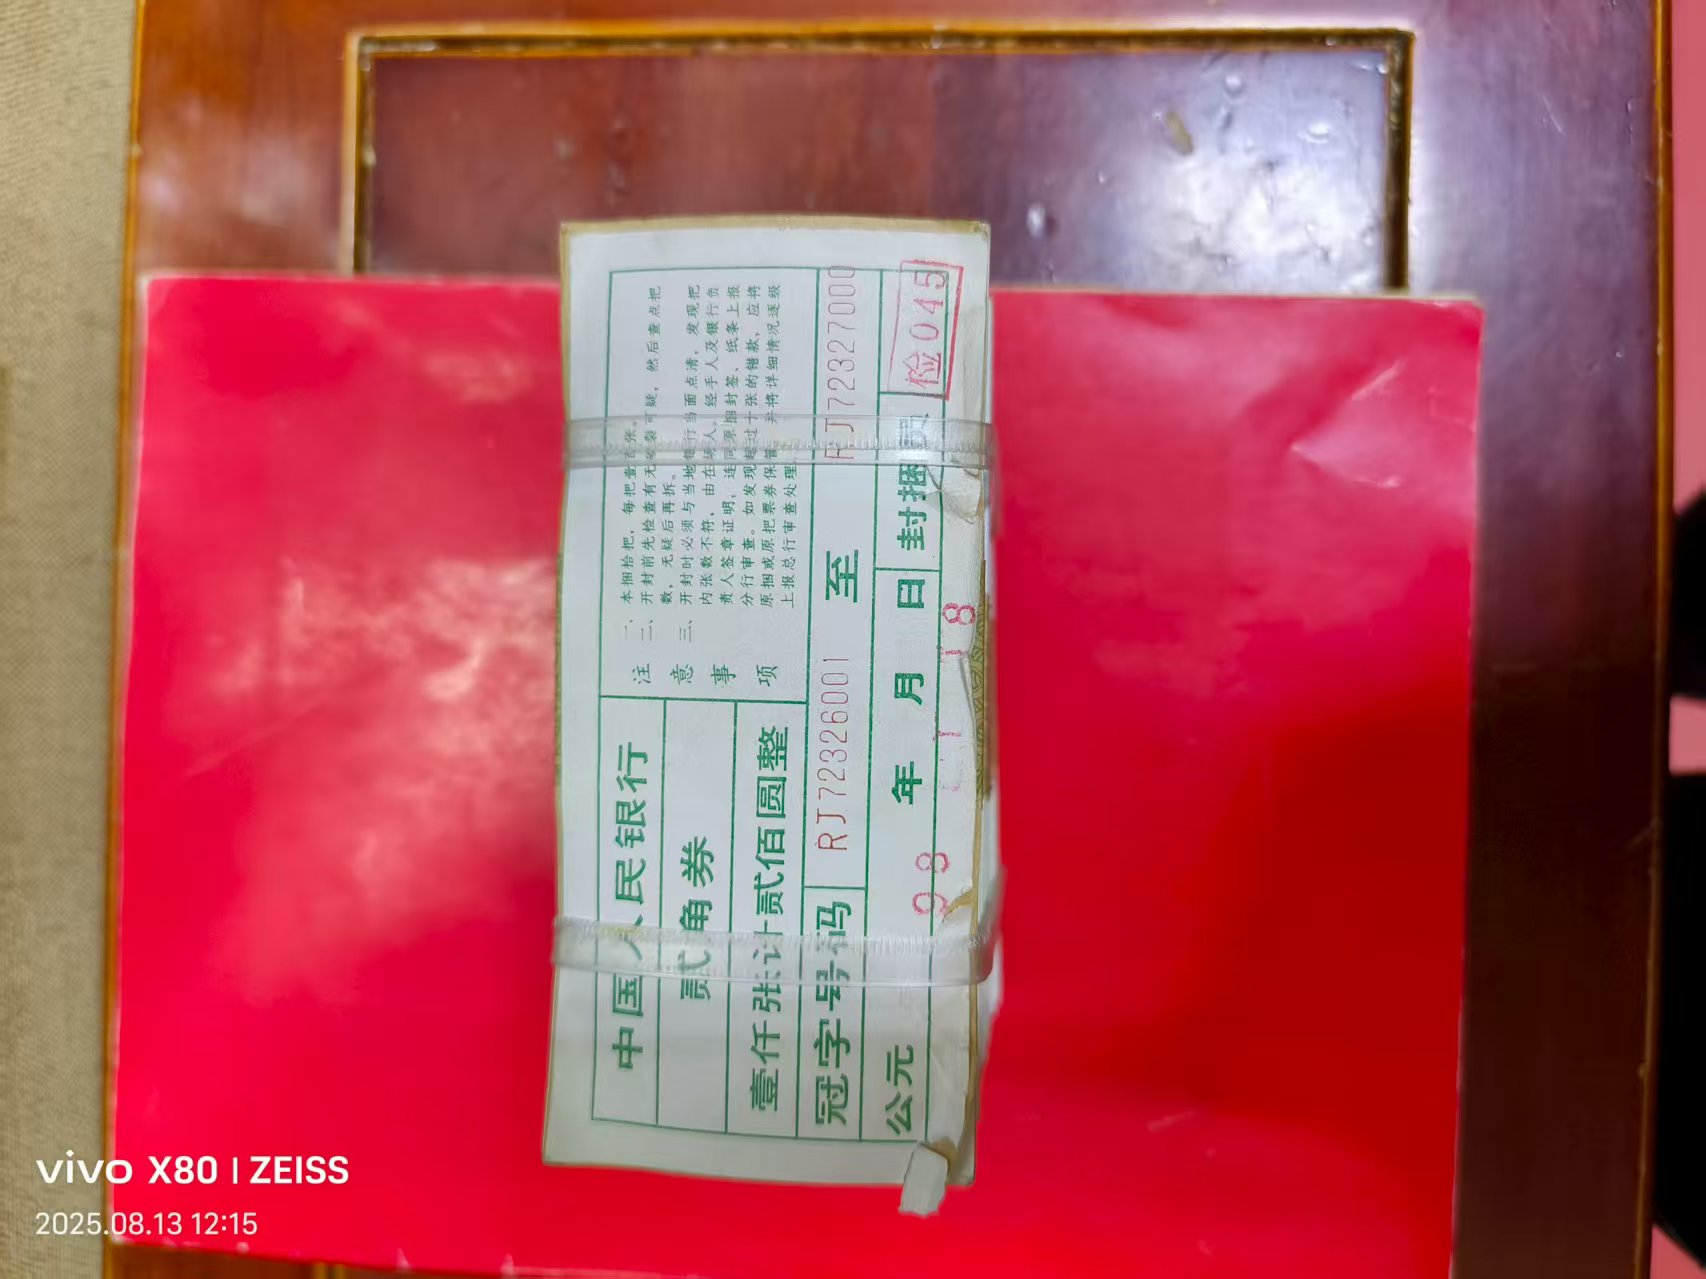 中国人民银行
贰角券
壹仟张计贰佰圆整
注意事项
一、本捆拾把，每把壹百张。
二、开封前先检查有无破裂可疑，然后查点把
数，无疑后再拆。
三、开封时必须与当地银行当面点清。发现把
内张数不符，由在场人、经手人及银行负
责人签章证明，连同原捆封签、纸条上报
分行审查。如发现超过十张的错款，应将
原捆或原把票券保管，并将详细情况逐级
上报总行审查处理。
冠字号码 RJ72326001 至 RJ72327000
公元 年 月 日 封捆员 检045
98 18
vivo X80 | ZEISS
2025.08.13 12:15